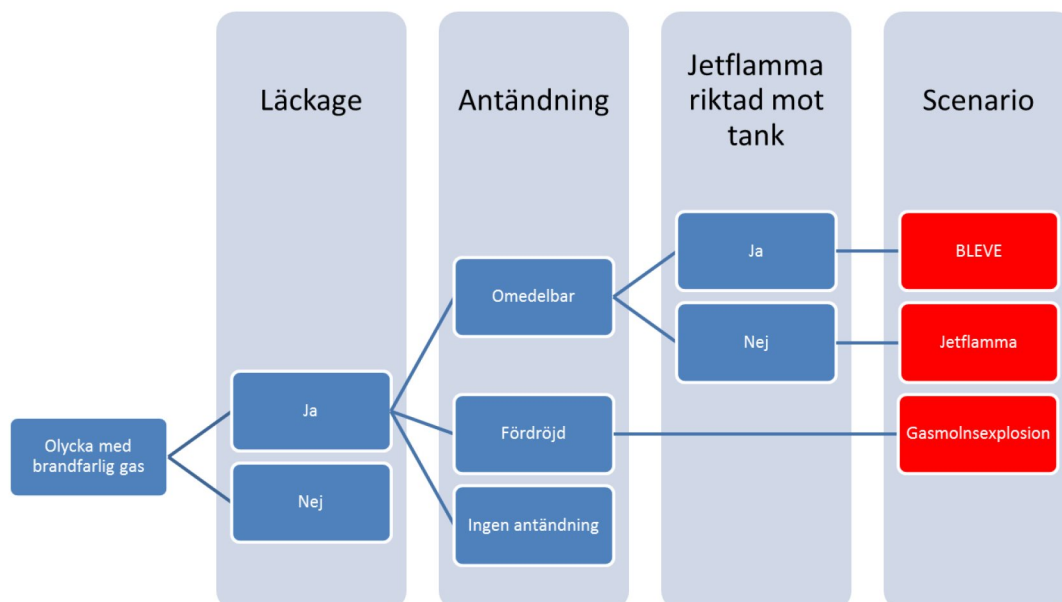 Läckage
Antändning
Jetflamma
riktad mot
tank
Scenario
Ja
BLEVE
Omedelbar
Nej
Jetflamma
Ja
Fördröjd
Gasmolnsexplosion
Olycka med
brandfarlig gas
Nej
Ingen antändning